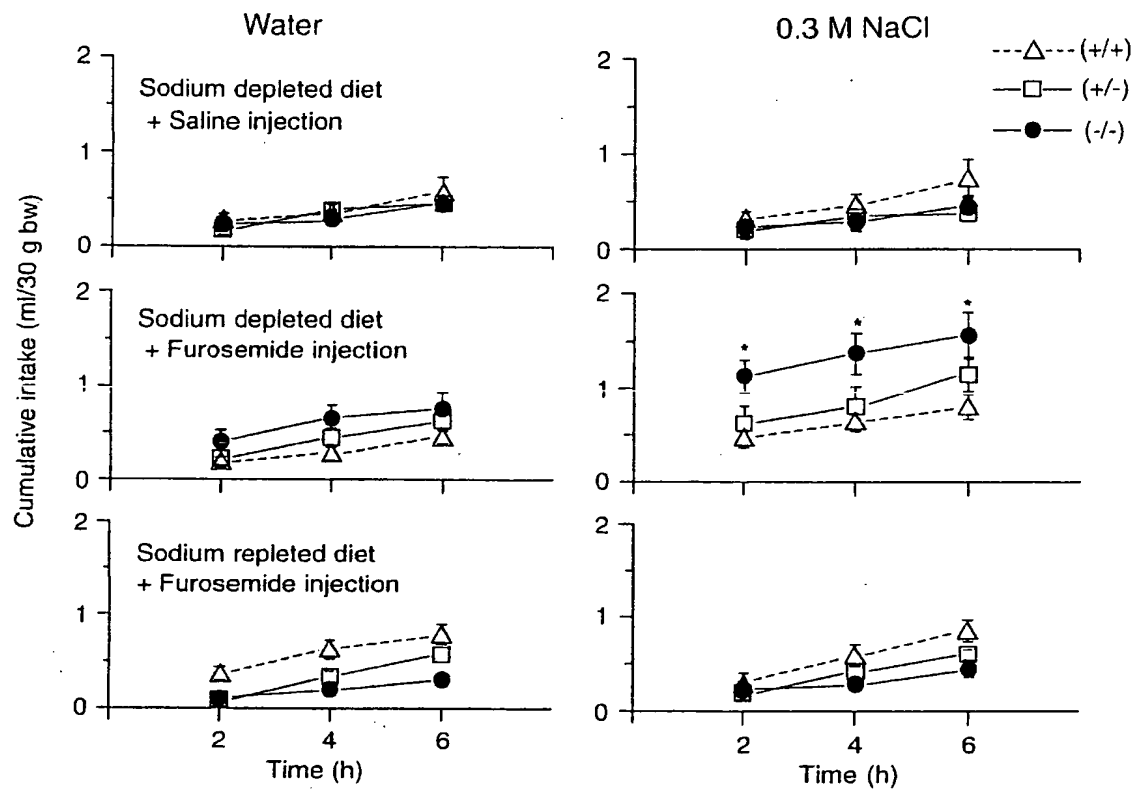 Water
0.3 M NaCl
(+/+)
(+/-)
(-/-)
Cumulative intake (ml/30 g bw)
2
1
0
Sodium depleted diet
+ Saline injection
2
1
0
2
1
0
Sodium depleted diet
+ Furosemide injection
2
1
0
* * *
2
1
0
Sodium repleted diet
+ Furosemide injection
2
1
0
2 4 6
Time (h)
2 4 6
Time (h)